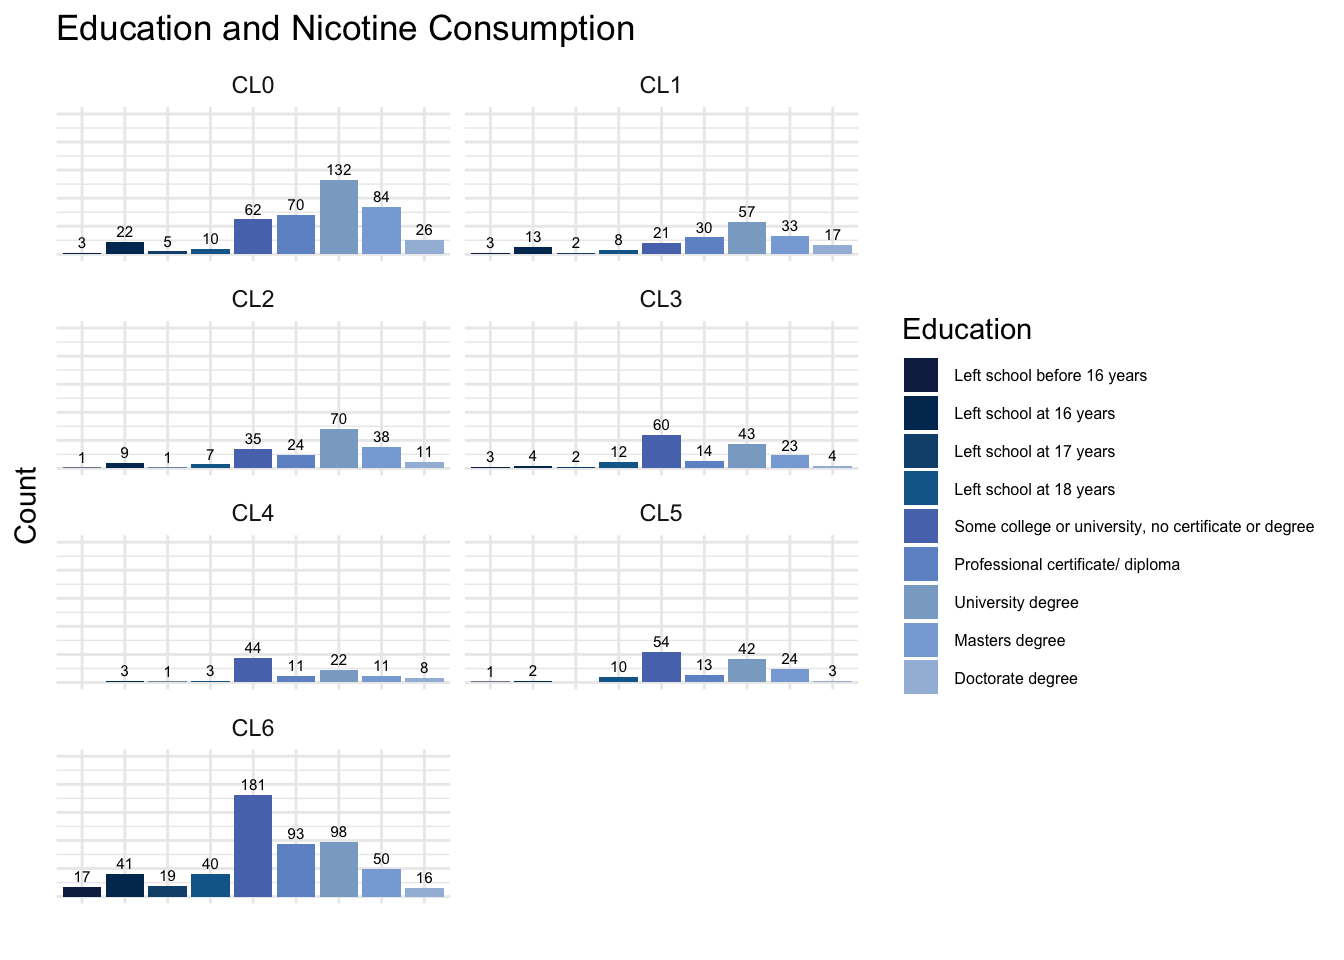 Education and Nicotine Consumption
CL0
3 22 5 10 62 70 132 84 26
CL1
3 13 2 8 21 30 57 33 17
CL2
1 9 1 7 35 24 70 38 11
CL3
3 4 2 12 60 14 43 23 4
CL4
3 1 3 44 11 22 11 8
CL5
1 2 10 54 13 42 24 3
CL6
17 41 19 40 181 93 98 50 16
Count
Education
Left school before 16 years
Left school at 16 years
Left school at 17 years
Left school at 18 years
Some college or university, no certificate or degree
Professional certificate/ diploma
University degree
Masters degree
Doctorate degree